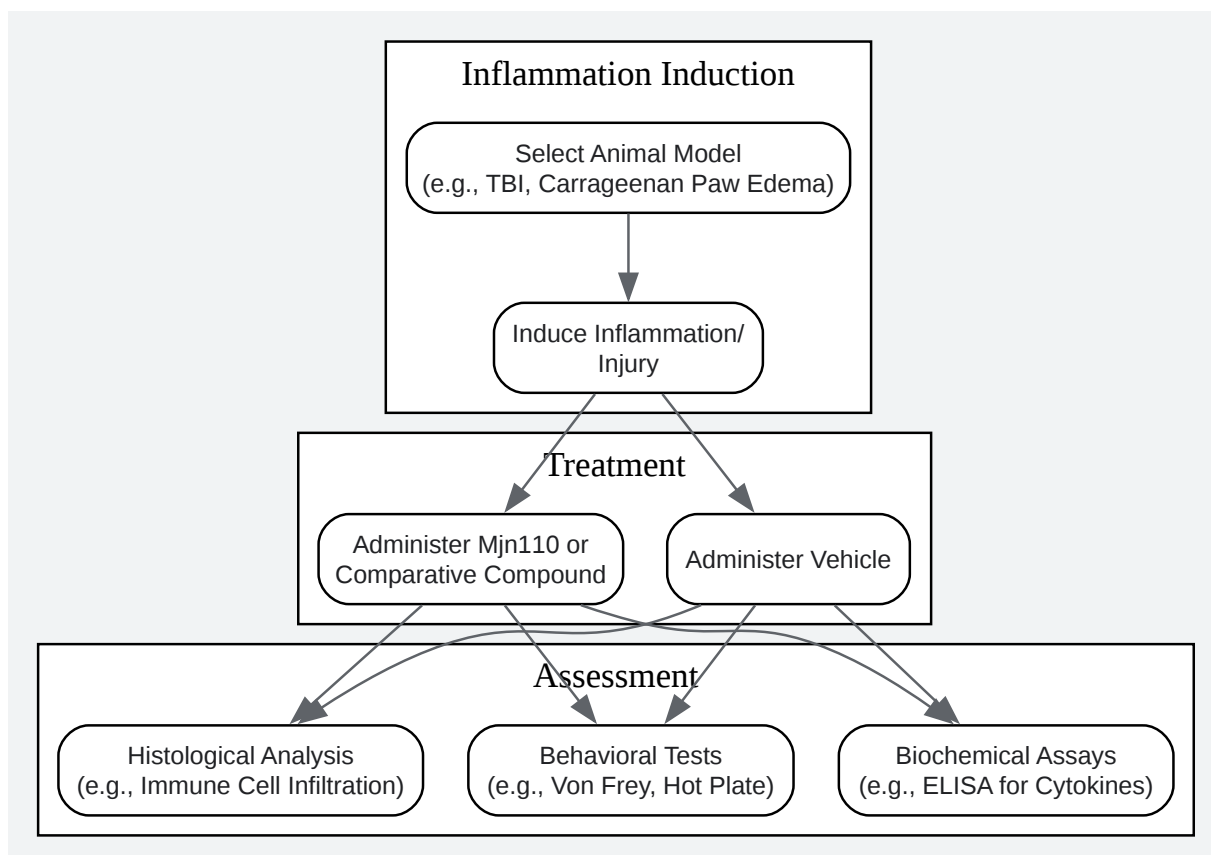 Inflammation Induction
Select Animal Model
(e.g., TBI, Carrageenan Paw Edema)
Induce Inflammation/
Injury
Treatment
Administer Mjn110 or
Comparative Compound
Administer Vehicle
Assessment
Histological Analysis
(e.g., Immune Cell Infiltration)
Behavioral Tests
(e.g., Von Frey, Hot Plate)
Biochemical Assays
(e.g., ELISA for Cytokines)